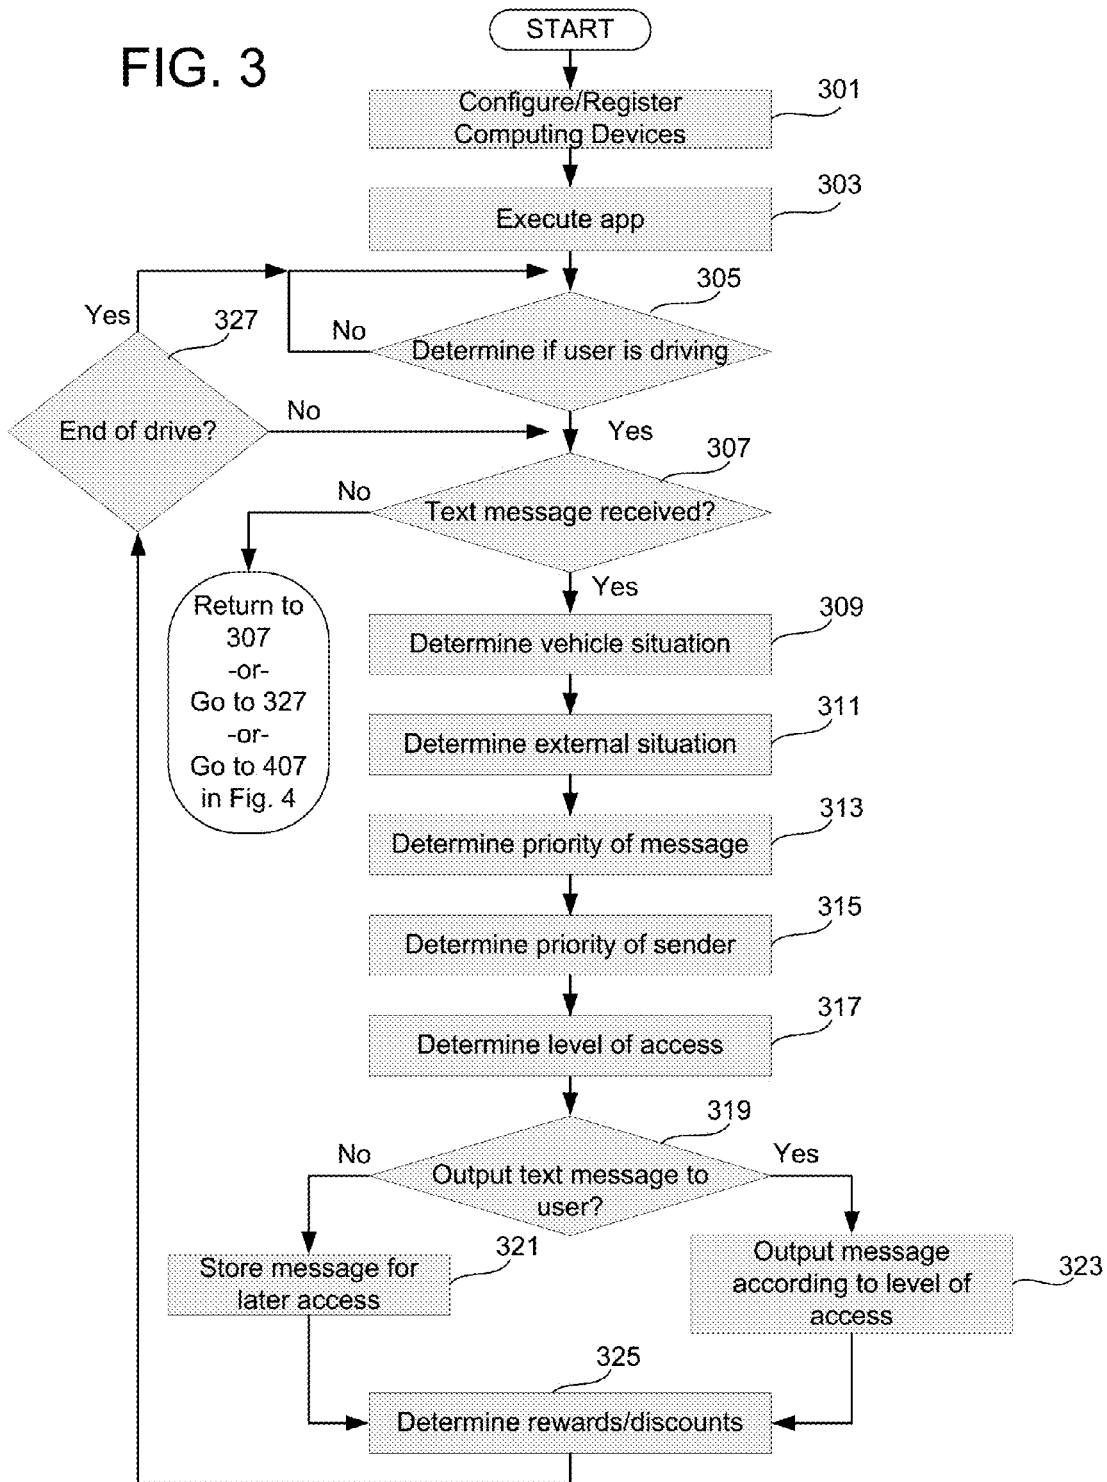 FIG. 3
START
Configure/Register
Computing Devices
301
Execute app
303
305
Determine if user is driving
No
Yes
327
Yes
End of drive?
No
307
Text message received?
No
Yes
Return to
307
-or-
Go to 327
-or-
Go to 407
in Fig. 4
Determine vehicle situation
309
Determine external situation
311
Determine priority of message
313
Determine priority of sender
315
Determine level of access
317
319
Output text message to
user?
No
Yes
Store message for
later access
321
Output message
according to level of
access
323
325
Determine rewards/discounts